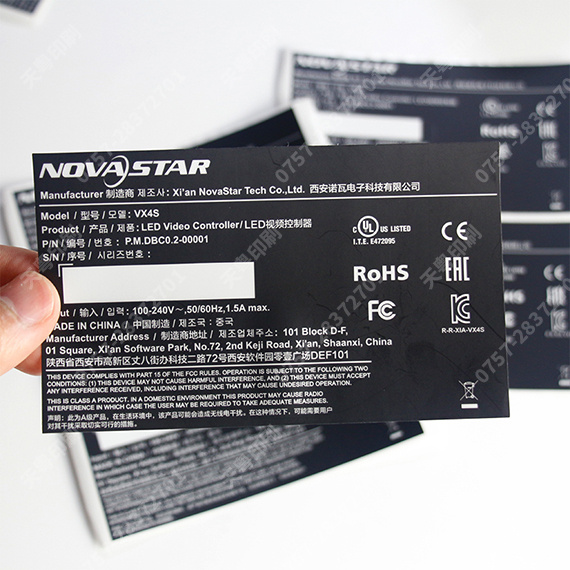 NOVASTAR
Manufacturer 制造商 제조사: Xi'an NovaStar Tech Co.,Ltd. 西安诺瓦电子科技有限公司
Model / 型号 / 모델: VX4S
Product / 产品 / 제품: LED Video Controller/ LED视频控制器
P/N / 编号 / 번호: P.M.DBC0.2-00001
S/N / 序号 / 시리즈번호:
put / 输入 / 입력: 100-240V~,50/60Hz,1.5A max.
MADE IN CHINA / 中国制造 / 제조국: 中国
Manufacturer Address / 制造商地址 / 제조업체주소: 101 Block D-F,
01 Square, Xi'an Software Park, No.72, 2nd Keji Road, Xi'an, Shaanxi, China
陕西省西安市高新区丈八街办科技二路72号西安软件园零壹广场DEF101
THIS DEVICE COMPLIES WITH PART 15 OF THE FCC RULES. OPERATION IS SUBJECT TO THE FOLLOWING TWO
CONDITIONS: (1) THIS DEVICE MAY NOT CAUSE HARMFUL INTERFERENCE, AND (2) THIS DEVICE MUST ACCEPT
ANY INTERFERENCE RECEIVED, INCLUDING INTERFERENCE THAT MAY CAUSE UNDESIRED OPERATION.
THIS IS A CLASS A PRODUCT. IN A DOMESTIC ENVIRONMENT THIS PRODUCT MAY CAUSE
RADIO INTERFERENCE IN WHICH CASE THE USER MAY BE REQUIRED TO TAKE ADEQUATE MEASURES.
声明: 此为A级产品, 在生活环境中, 该产品可能会造成无线电干扰。在这种情况下, 可能需要用户
对其干扰采取切实可行的措施。
c UL US LISTED
I.T.E. E472095
CE
RoHS
EAC
FC
R-R-XIA-VX4S
RoHS
CE
天粤印刷
0757-28372701